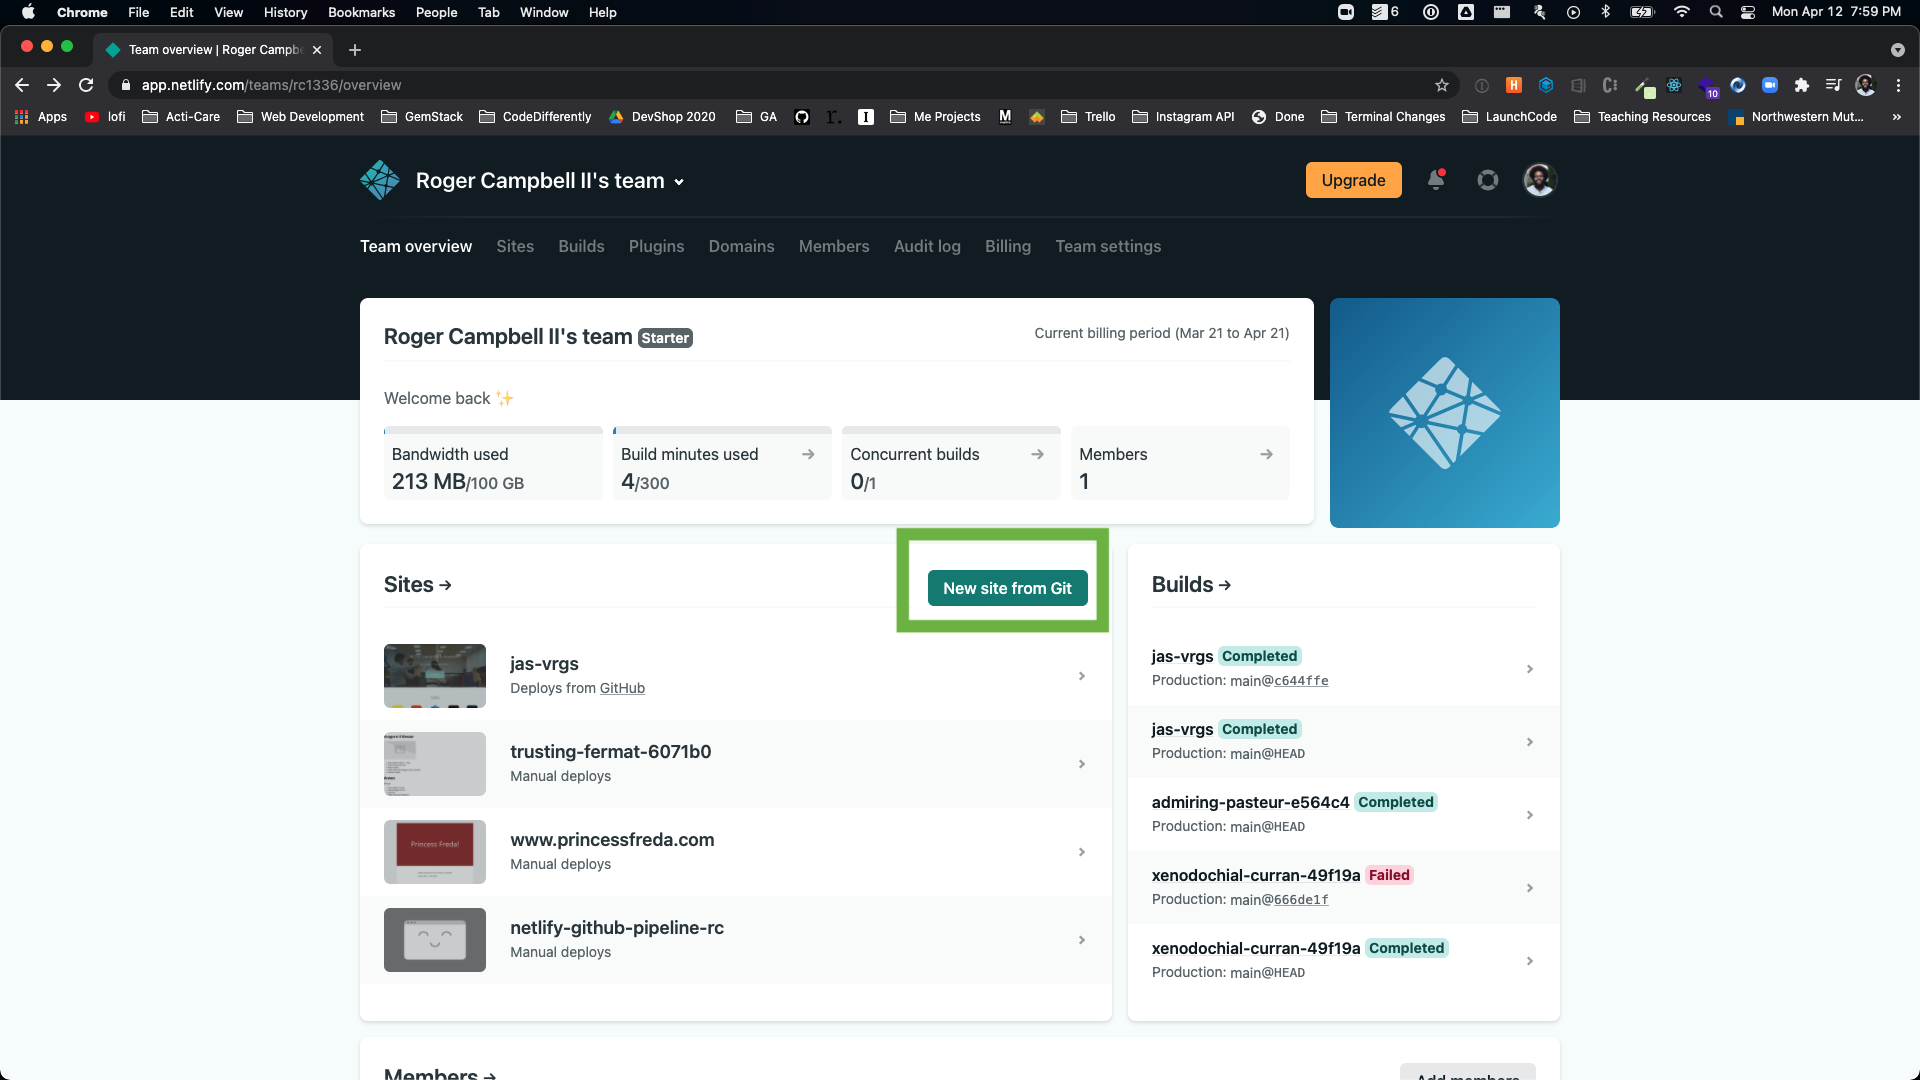 Chrome File Edit View History Bookmarks People Tab Window Help 6 Mon Apr 12 7:59 PM
Team overview | Roger Campbe
app.netlify.com/teams/rc1336/overview 10
Apps lofi Acti-Care Web Development GemStack CodeDifferently DevShop 2020 GA r. I Me Projects M Trello Instagram API Done Terminal Changes LaunchCode Teaching Resources Northwestern Mut... »
Roger Campbell II's team Upgrade
Team overview Sites Builds Plugins Domains Members Audit log Billing Team settings
Roger Campbell II's team Starter Current billing period (Mar 21 to Apr 21)
Welcome back ✨
Bandwidth used
213 MB/100 GB
Build minutes used →
4/300
Concurrent builds →
0/1
Members →
1
Sites → New site from Git
jas-vrgs
Deploys from GitHub
trusting-fermat-6071b0
Manual deploys
Princess Freda!
www.princessfreda.com
Manual deploys
netlify-github-pipeline-rc
Manual deploys
Builds →
jas-vrgs Completed
Production: main@c644ffe
jas-vrgs Completed
Production: main@HEAD
admiring-pasteur-e564c4 Completed
Production: main@HEAD
xenodochial-curran-49f19a Failed
Production: main@666de1f
xenodochial-curran-49f19a Completed
Production: main@HEAD
Members → Add members